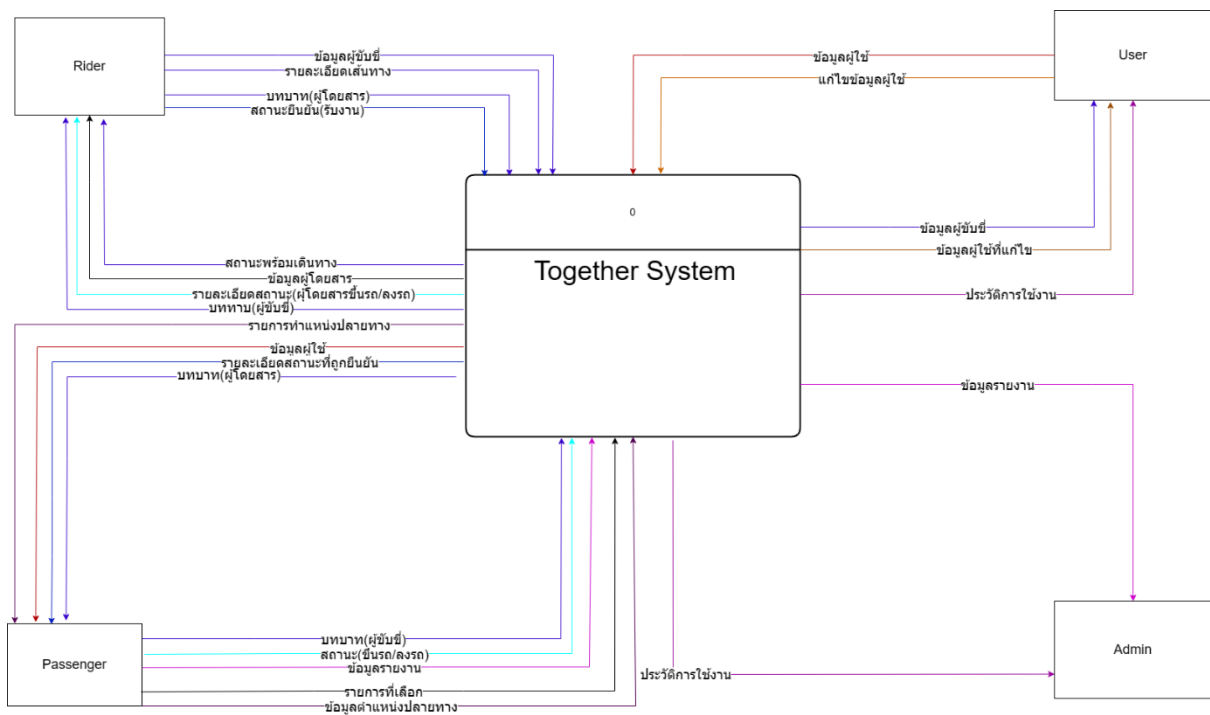 Rider
User
ข้อมูลผู้ขับขี่
รายละเอียดเส้นทาง
บทบาท(ผู้โดยสาร)
สถานะยืนยัน(รับงาน)
ข้อมูลผู้ใช้
แก้ไขข้อมูลผู้ใช้
0
Together System
ข้อมูลผู้ขับขี่
ข้อมูลผู้ใช้ที่แก้ไข
ประวัติการใช้งาน
ข้อมูลรายงาน
สถานะพร้อมเดินทาง
ข้อมูลผู้โดยสาร
รายละเอียดสถานะ(ผู้โดยสารขึ้นรถ/ลงรถ)
บททาบ(ผู้ขับขี่)
รายการทำแหน่งปลายทาง
ข้อมูลผู้ใช้
รายละเอียดสถานะที่ถูกยืนยัน
บทบาท(ผู้โดยสาร)
Passenger
บทบาท(ผู้ขับขี่)
สถานะ(ขึ้นรถ/ลงรถ)
ข้อมูลรายงาน
รายการที่เลือก
ข้อมูลตำแหน่งปลายทาง
ประวัติการใช้งาน
Admin